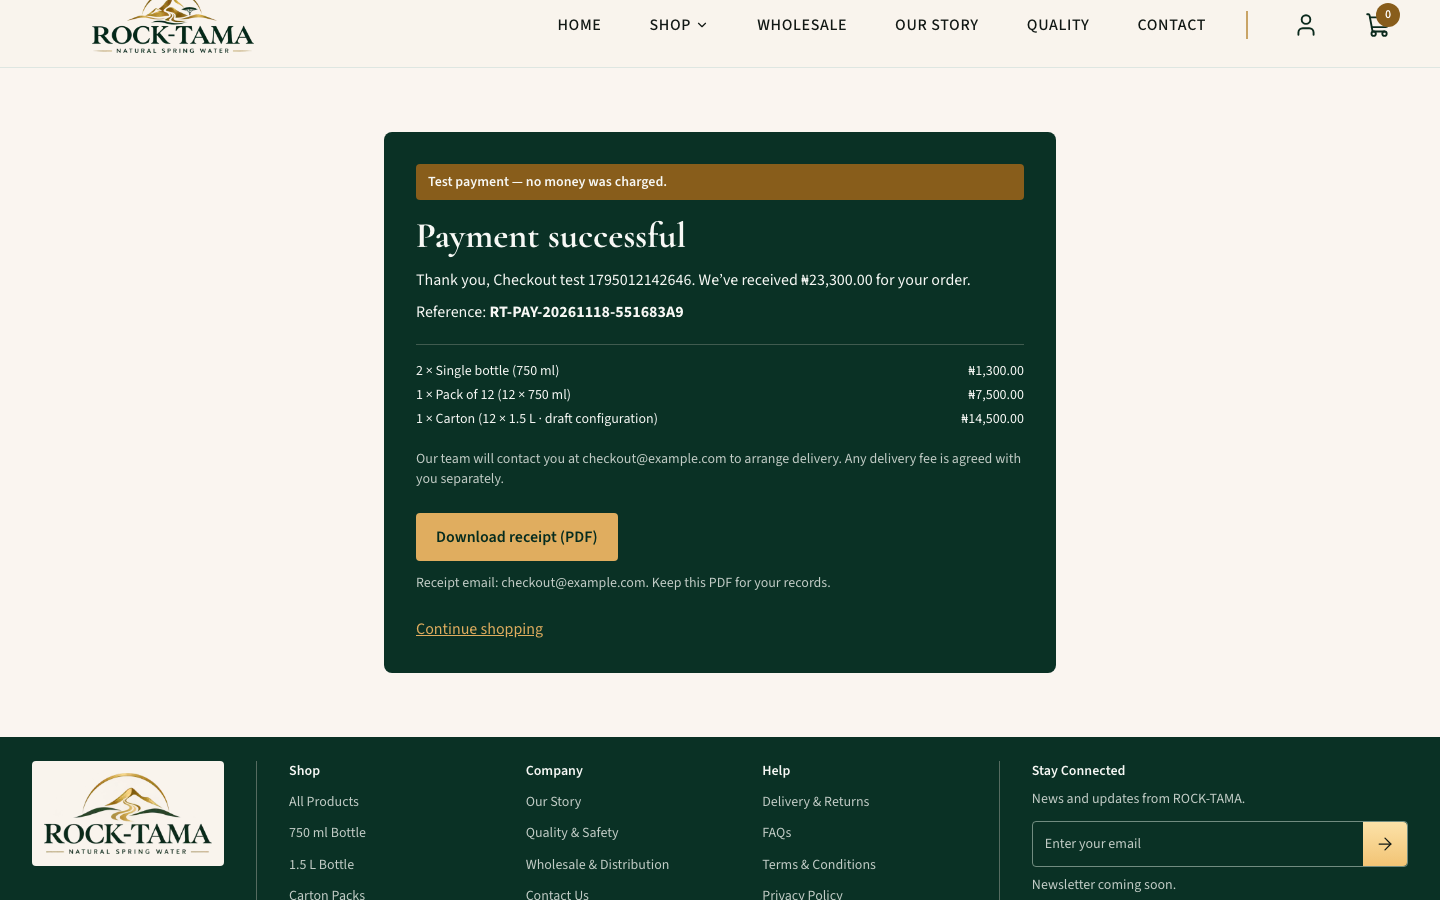 ROCK-TAMA
NATURAL SPRING WATER
HOME
SHOP
WHOLESALE
OUR STORY
QUALITY
CONTACT
0
Test payment — no money was charged.
Payment successful
Thank you, Checkout test 1795012142646. We’ve received ₦23,300.00 for your order.
Reference: RT-PAY-20261118-551683A9
2 × Single bottle (750 ml) ₦1,300.00
1 × Pack of 12 (12 × 750 ml) ₦7,500.00
1 × Carton (12 × 1.5 L · draft configuration) ₦14,500.00
Our team will contact you at checkout@example.com to arrange delivery. Any delivery fee is agreed with
you separately.
Download receipt (PDF)
Receipt email: checkout@example.com. Keep this PDF for your records.
Continue shopping
ROCK-TAMA
NATURAL SPRING WATER
Shop
All Products
750 ml Bottle
1.5 L Bottle
Carton Packs
Company
Our Story
Quality & Safety
Wholesale & Distribution
Contact Us
Help
Delivery & Returns
FAQs
Terms & Conditions
Privacy Policy
Stay Connected
News and updates from ROCK-TAMA.
Enter your email
Newsletter coming soon.